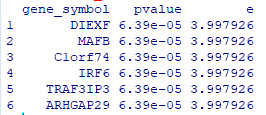 gene_symbol pvalue e
1 DIEXF 6.39e-05 3.997926
2 MAFB 6.39e-05 3.997926
3 C1orf74 6.39e-05 3.997926
4 IRF6 6.39e-05 3.997926
5 TRAF3IP3 6.39e-05 3.997926
6 ARHGAP29 6.39e-05 3.997926